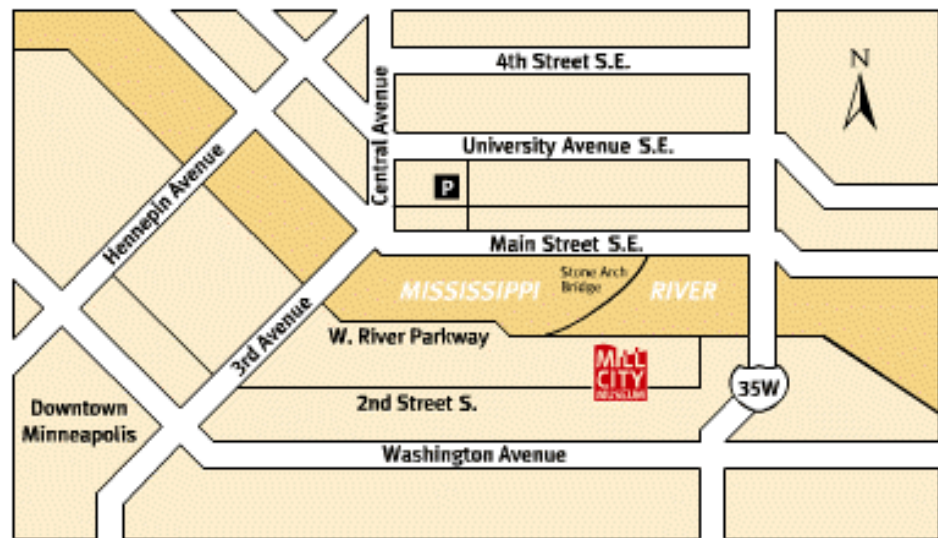 4th Street S.E.
N
Central Avenue
University Avenue S.E.
P
Hennepin Avenue
Main Street S.E.
MISSISSIPPI
Stone Arch
Bridge
RIVER
3rd Avenue
W. River Parkway
MILL
CITY
MUSEUM
35W
2nd Street S.
Downtown
Minneapolis
Washington Avenue